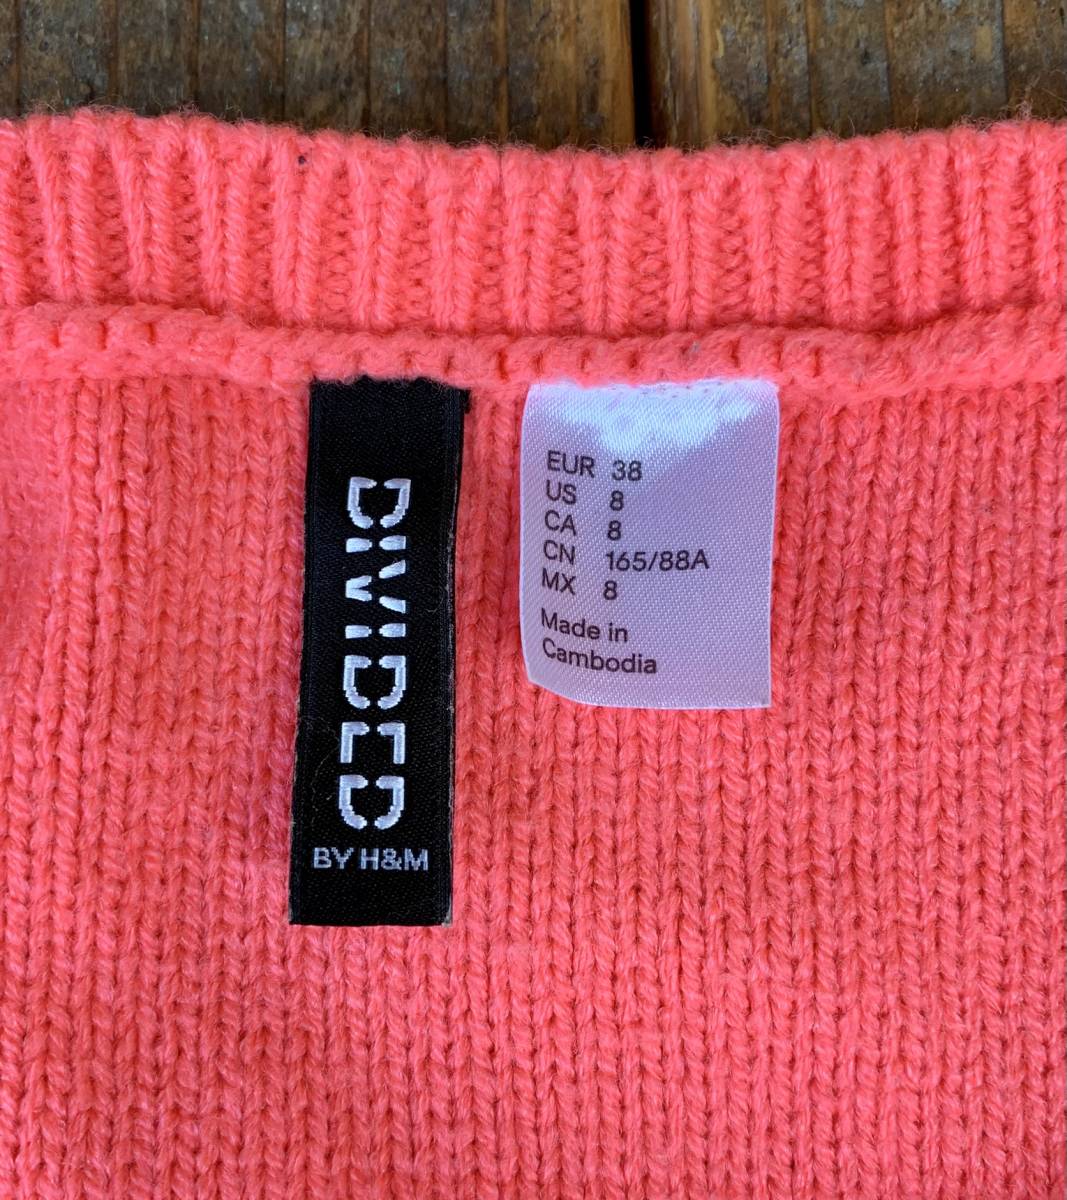 DIVIDED
BY H&M
EUR 38
US 8
CA 8
CN 165/88A
MX 8
Made in
Cambodia